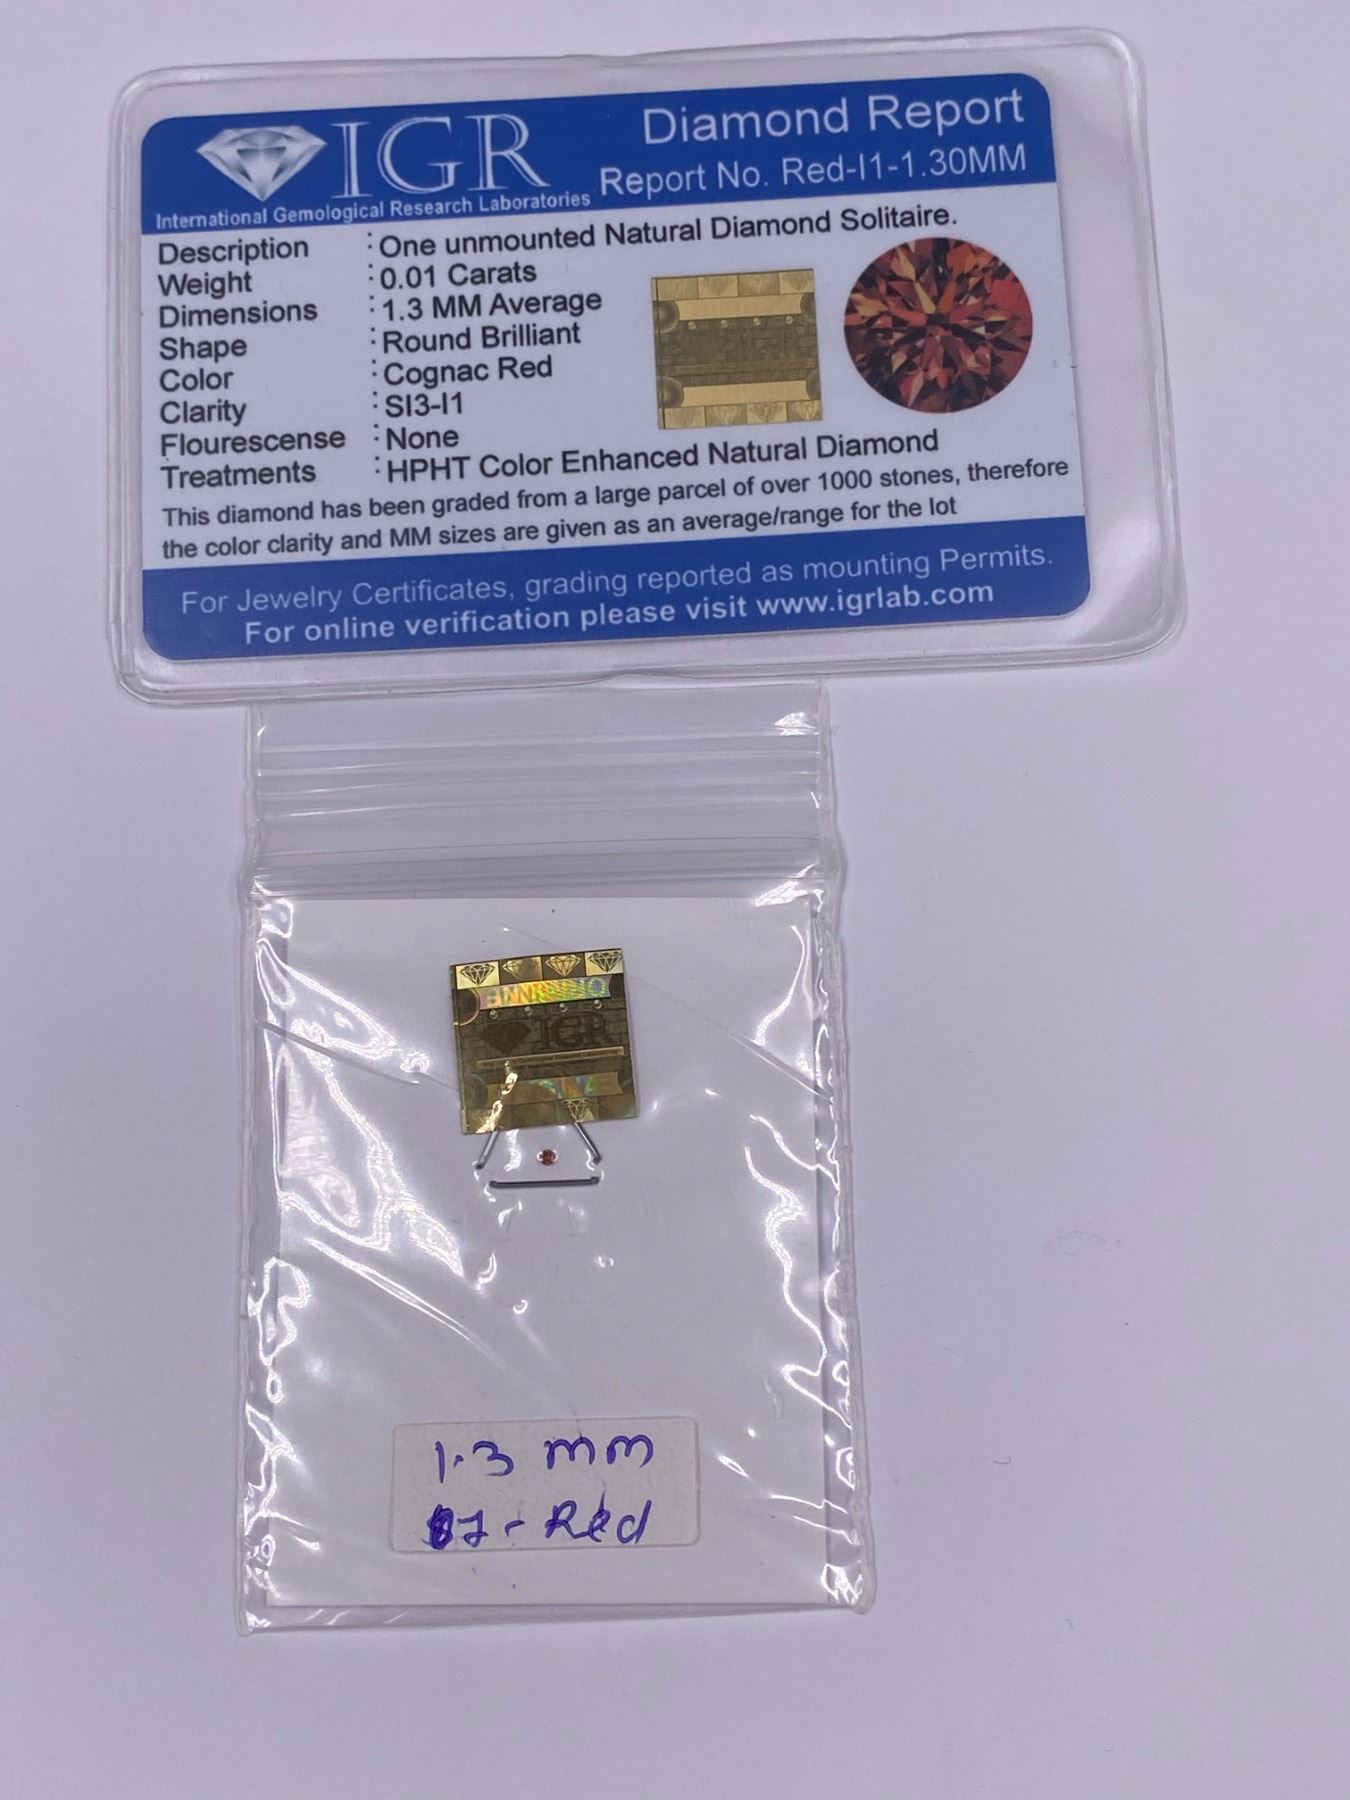 IGR
International Gemological Research Laboratories
Diamond Report
Report No. Red-I1-1.30MM
Description : One unmounted Natural Diamond Solitaire.
Weight : 0.01 Carats
Dimensions : 1.3 MM Average
Shape : Round Brilliant
Color : Cognac Red
Clarity : SI3-I1
Flourescense : None
Treatments : HPHT Color Enhanced Natural Diamond
This diamond has been graded from a large parcel of over 1000 stones, therefore
the color clarity and MM sizes are given as an average/range for the lot
For Jewelry Certificates, grading reported as mounting Permits.
For online verification please visit www.igrlab.com
IGR
1.3 mm
- Red